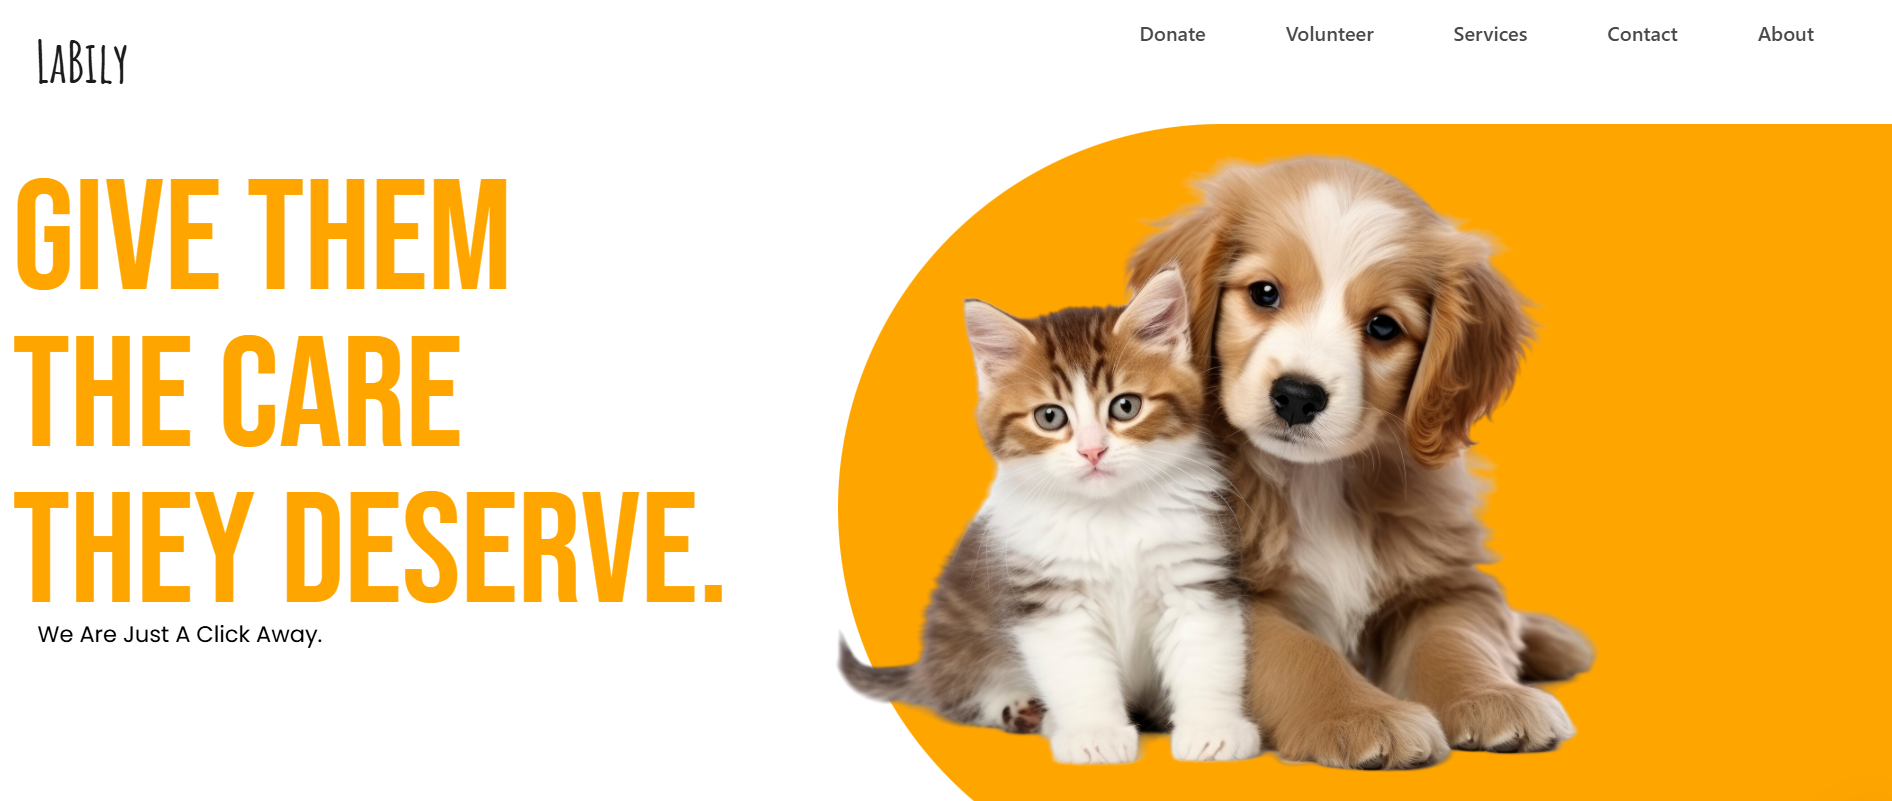 LaBily
Donate Volunteer Services Contact About
GIVE THEM
THE CARE
THEY DESERVE.
We Are Just A Click Away.